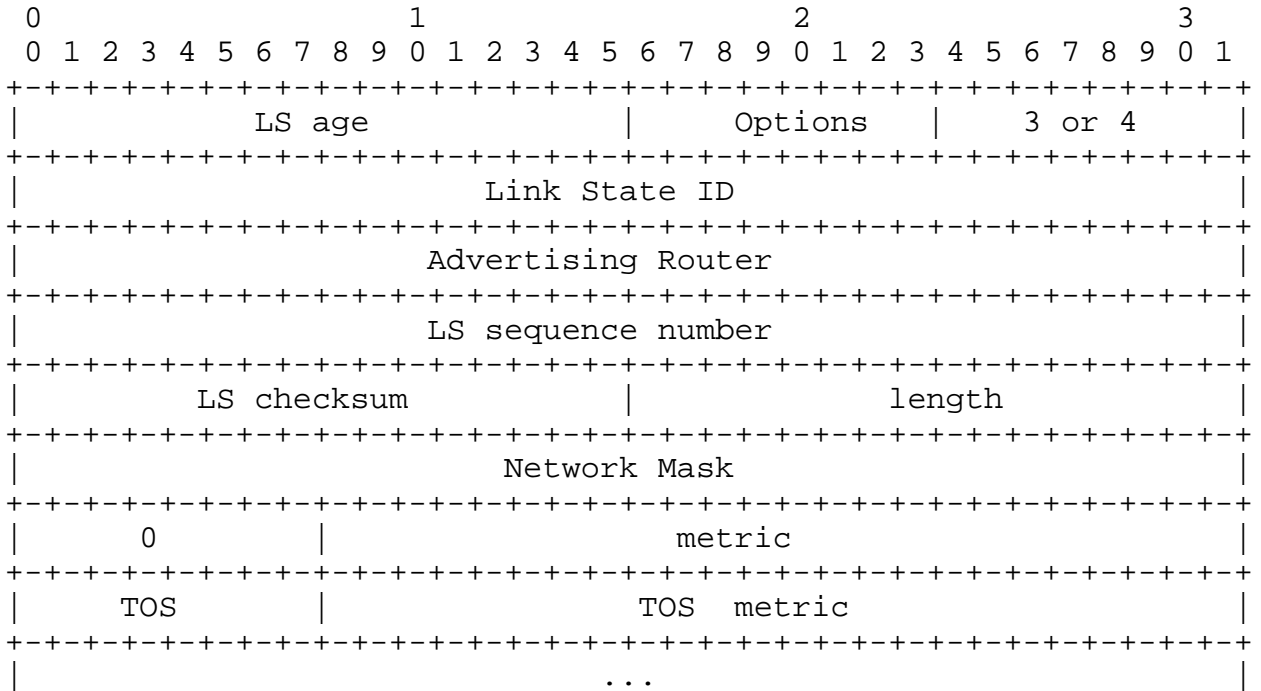 0                   1                   2                   3
 0 1 2 3 4 5 6 7 8 9 0 1 2 3 4 5 6 7 8 9 0 1 2 3 4 5 6 7 8 9 0 1
+-+-+-+-+-+-+-+-+-+-+-+-+-+-+-+-+-+-+-+-+-+-+-+-+-+-+-+-+-+-+-+-+
|            LS age             |     Options   |    3 or 4     |
+-+-+-+-+-+-+-+-+-+-+-+-+-+-+-+-+-+-+-+-+-+-+-+-+-+-+-+-+-+-+-+-+
|                        Link State ID                          |
+-+-+-+-+-+-+-+-+-+-+-+-+-+-+-+-+-+-+-+-+-+-+-+-+-+-+-+-+-+-+-+-+
|                     Advertising Router                        |
+-+-+-+-+-+-+-+-+-+-+-+-+-+-+-+-+-+-+-+-+-+-+-+-+-+-+-+-+-+-+-+-+
|                     LS sequence number                        |
+-+-+-+-+-+-+-+-+-+-+-+-+-+-+-+-+-+-+-+-+-+-+-+-+-+-+-+-+-+-+-+-+
|         LS checksum           |             length            |
+-+-+-+-+-+-+-+-+-+-+-+-+-+-+-+-+-+-+-+-+-+-+-+-+-+-+-+-+-+-+-+-+
|                         Network Mask                          |
+-+-+-+-+-+-+-+-+-+-+-+-+-+-+-+-+-+-+-+-+-+-+-+-+-+-+-+-+-+-+-+-+
|      0        |                  metric                       |
+-+-+-+-+-+-+-+-+-+-+-+-+-+-+-+-+-+-+-+-+-+-+-+-+-+-+-+-+-+-+-+-+
|     TOS       |                TOS  metric                    |
+-+-+-+-+-+-+-+-+-+-+-+-+-+-+-+-+-+-+-+-+-+-+-+-+-+-+-+-+-+-+-+-+
|                              ...                              |